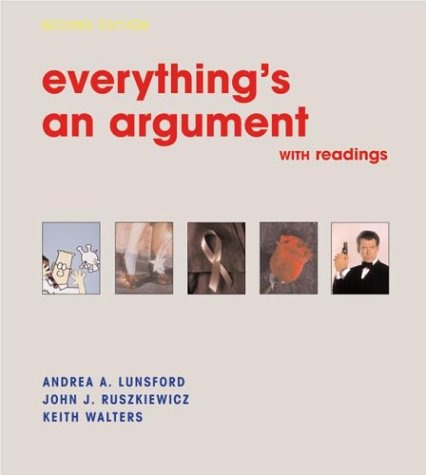 SECOND EDITION
everything's
an argument
WITH readings
ANDREA A. LUNSFORD
JOHN J. RUSZKIEWICZ
KEITH WALTERS